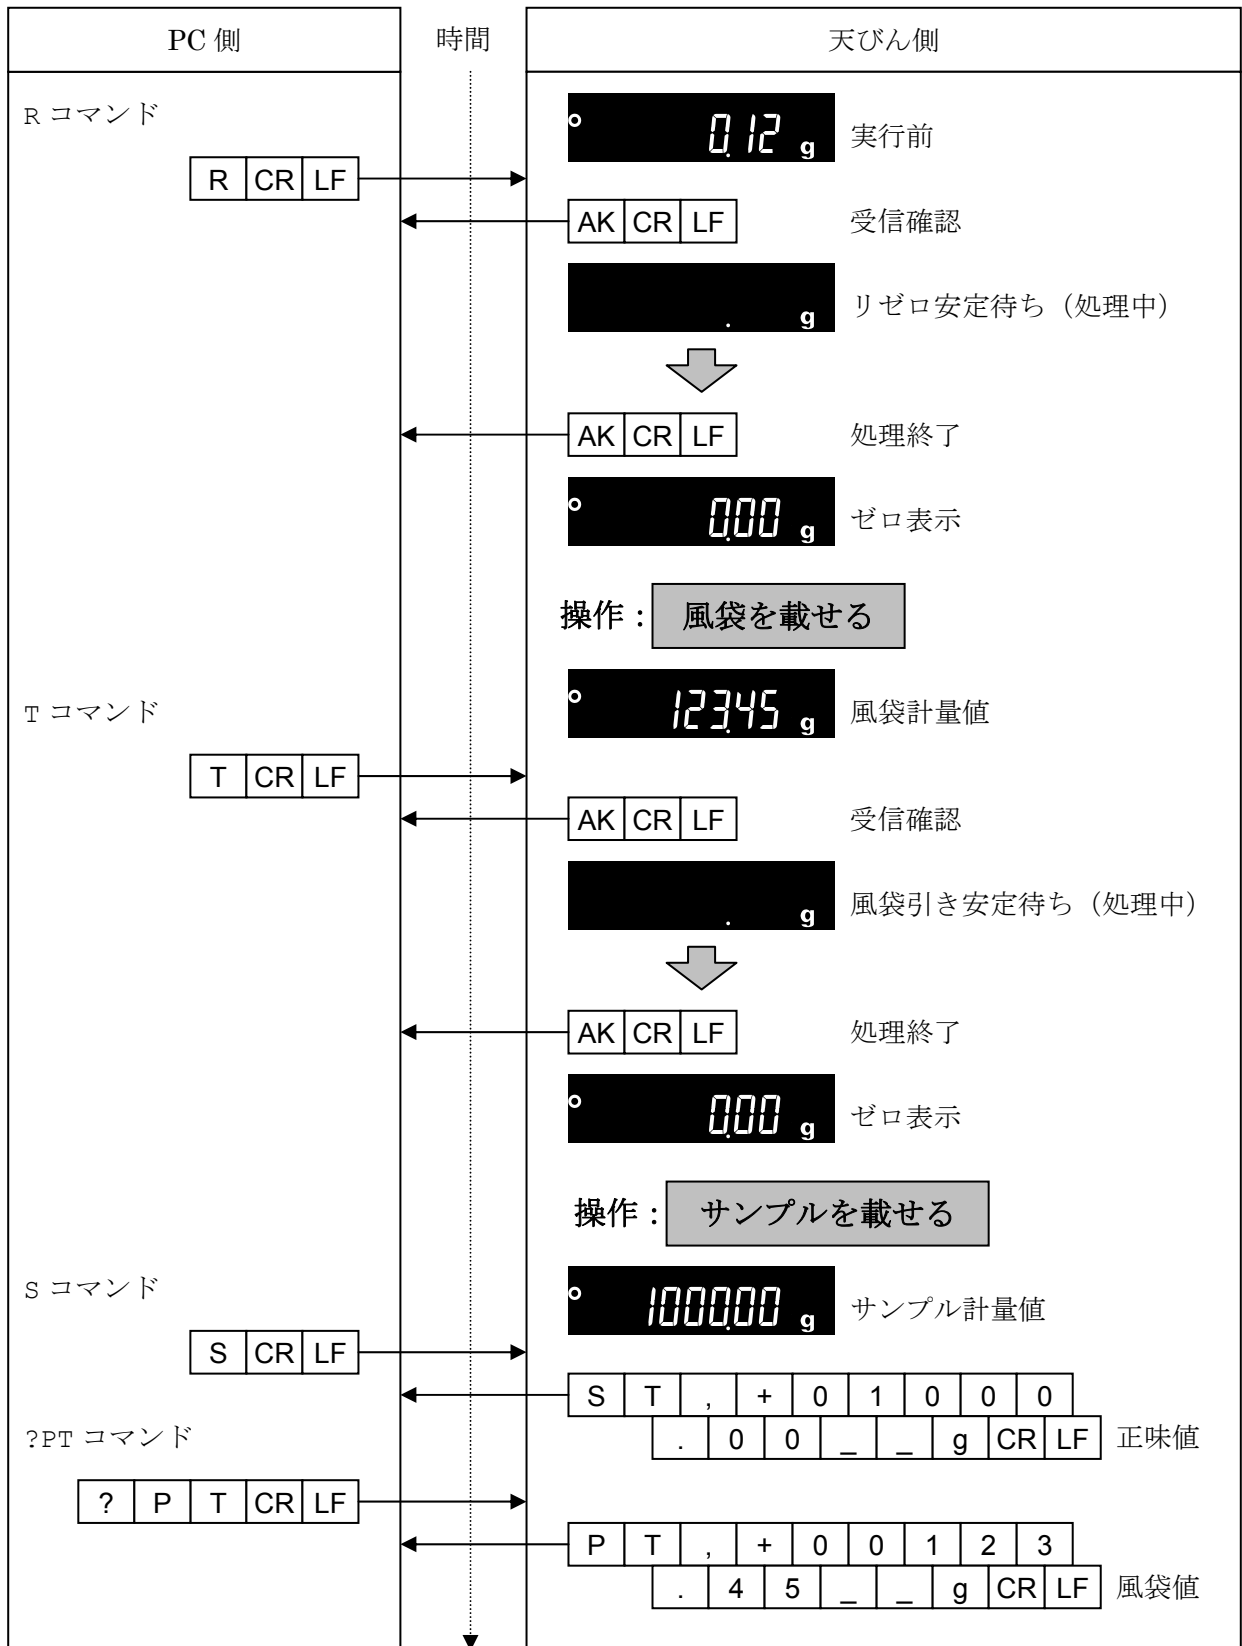 PC 側 時間 天びん側
R コマンド
0.12 g 実行前
R CR LF
AK CR LF 受信確認
. g リゼロ安定待ち（処理中）
AK CR LF 処理終了
0.00 g ゼロ表示
操作： 風袋を載せる
T コマンド
123.45 g 風袋計量値
T CR LF
AK CR LF 受信確認
. g 風袋引き安定待ち（処理中）
AK CR LF 処理終了
0.00 g ゼロ表示
操作： サンプルを載せる
S コマンド
1000.00 g サンプル計量値
S CR LF
S T , + 0 1 0 0 0
. 0 0 _ _ g CR LF 正味値
?PT コマンド
? P T CR LF
P T , + 0 0 1 2 3
. 4 5 _ _ g CR LF 風袋値